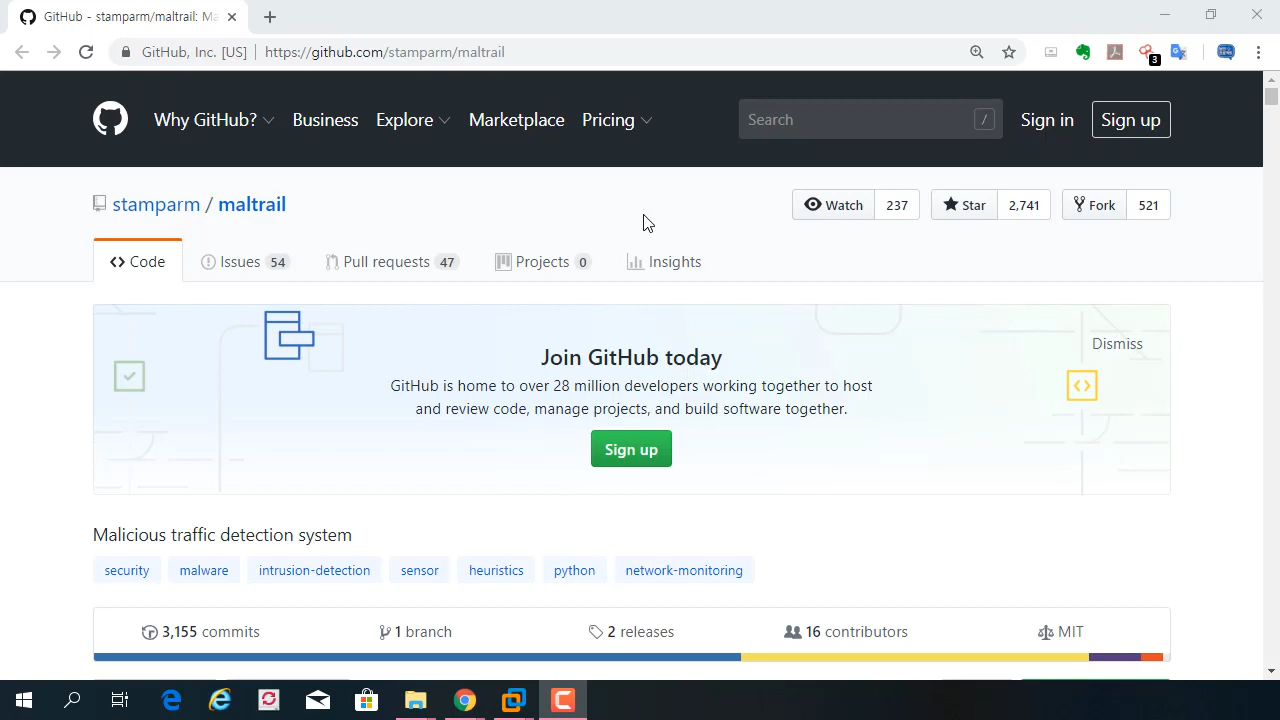 GitHub - stamparm/maltrail: Ma
GitHub, Inc. [US]
https://github.com/stamparm/maltrail
3
Why GitHub?
Business
Explore
Marketplace
Pricing
Search
/
Sign in
Sign up
stamparm / maltrail
Watch 237
Star 2,741
Fork 521
Code
Issues 54
Pull requests 47
Projects 0
Insights
Join GitHub today
Dismiss
GitHub is home to over 28 million developers working together to host
and review code, manage projects, and build software together.
Sign up
Malicious traffic detection system
security
malware
intrusion-detection
sensor
heuristics
python
network-monitoring
3,155 commits
1 branch
2 releases
16 contributors
MIT